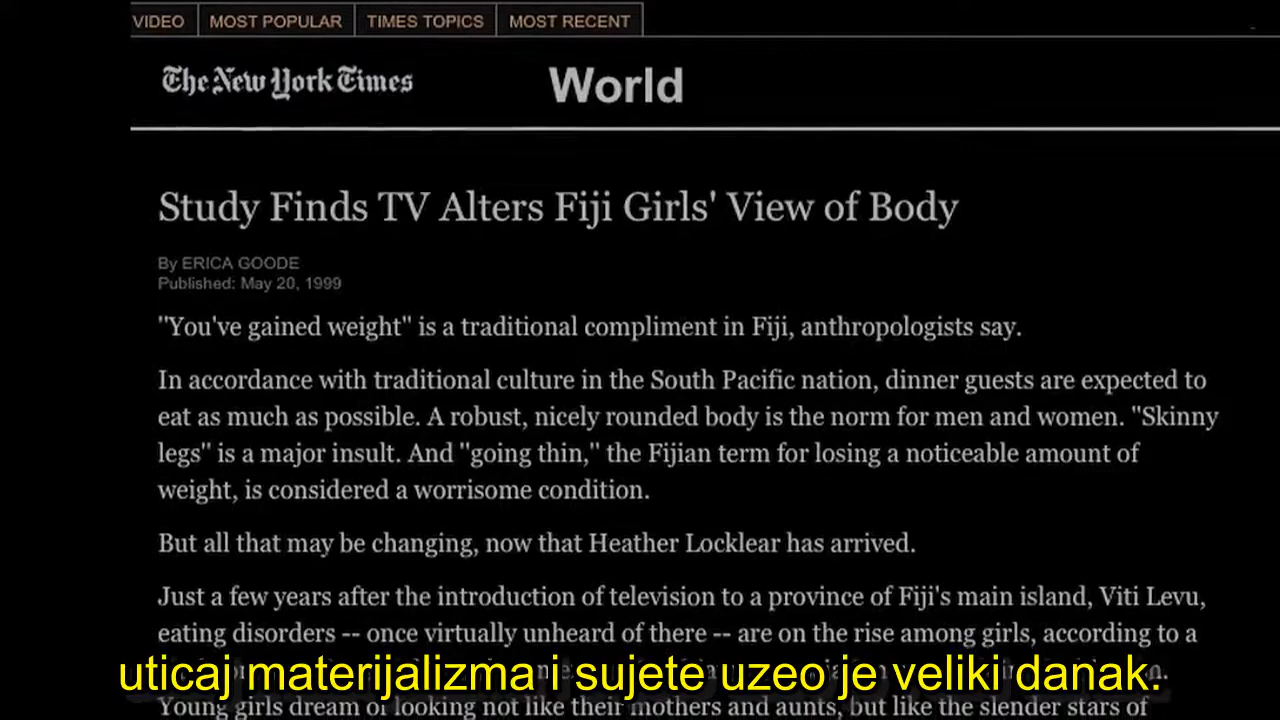 VIDEO MOST POPULAR TIMES TOPICS MOST RECENT
The New York Times World
Study Finds TV Alters Fiji Girls' View of Body
By ERICA GOODE
Published: May 20, 1999
"You've gained weight" is a traditional compliment in Fiji, anthropologists say.
In accordance with traditional culture in the South Pacific nation, dinner guests are expected to
eat as much as possible. A robust, nicely rounded body is the norm for men and women. "Skinny
legs" is a major insult. And "going thin," the Fijian term for losing a noticeable amount of
weight, is considered a worrisome condition.
But all that may be changing, now that Heather Locklear has arrived.
Just a few years after the introduction of television to a province of Fiji's main island, Viti Levu,
eating disorders -- once virtually unheard of there -- are on the rise among girls, according to a
uticaj materijalizma i sujete uzeo je veliki danak.
Young girls dream of looking not like their mothers and aunts, but like the slender stars of